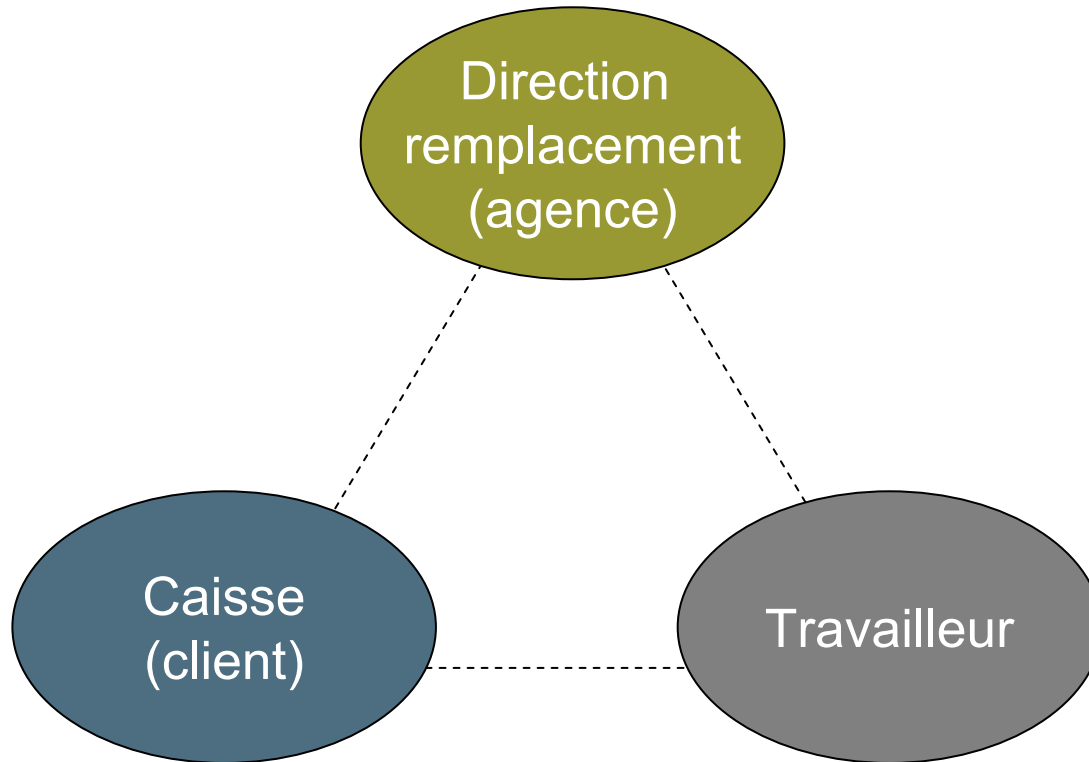 Direction
remplacement
(agence)
Caisse
(client)
Travailleur